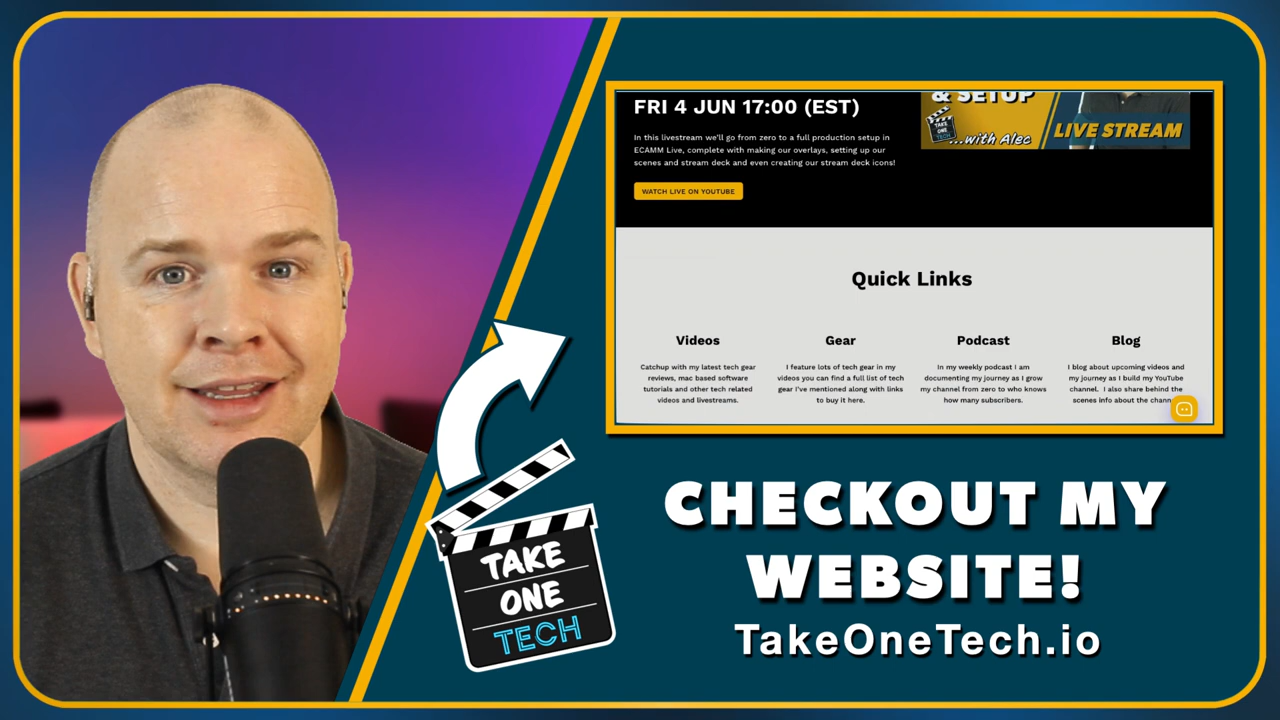 FRI 4 JUN 17:00 (EST)
In this livestream we'll go from zero to a full production setup in
ECAMM Live, complete with making our overlays, setting up our
scenes and stream deck and even creating our stream deck icons!
WATCH LIVE ON YOUTUBE
& SETUP
TAKE
ONE
TECH
...with Alec
LIVE STREAM
Quick Links
Videos
Catchup with my latest tech gear
reviews, mac based software
tutorials and other tech related
videos and livestreams.
Gear
I feature lots of tech gear in my
videos you can find a full list of tech
gear I've mentioned along with links
to buy it here.
Podcast
In my weekly podcast I am
documenting my journey as I grow
my channel from zero to who knows
how many subscribers.
Blog
I blog about upcoming videos and
my journey as I build my YouTube
channel. I also share behind the
scenes info about the
TAKE
ONE
TECH
CHECKOUT MY
WEBSITE!
TakeOneTech.io